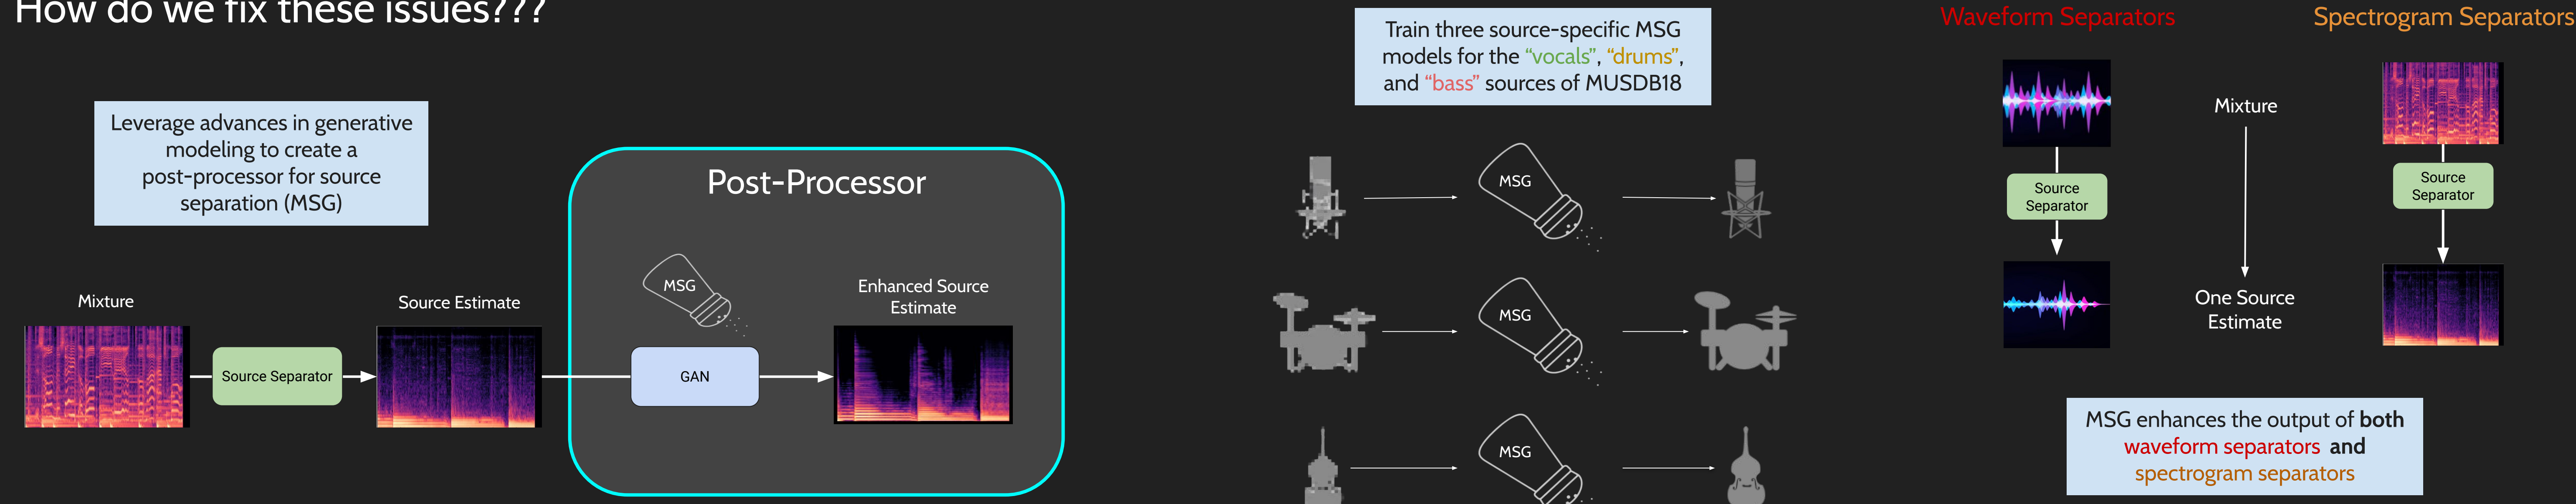 How do we fix these issues???
Leverage advances in generative
modeling to create a
post-processor for source
separation (MSG)
Mixture
Source Separator
Source Estimate
Post-Processor
MSG
GAN
Enhanced Source
Estimate
Train three source-specific MSG
models for the “vocals”, “drums”,
and “bass” sources of MUSDB18
MSG
MSG
MSG
Waveform Separators
Spectrogram Separators
Mixture
Source
Separator
Source
Separator
One Source
Estimate
MSG enhances the output of both
waveform separators and
spectrogram separators